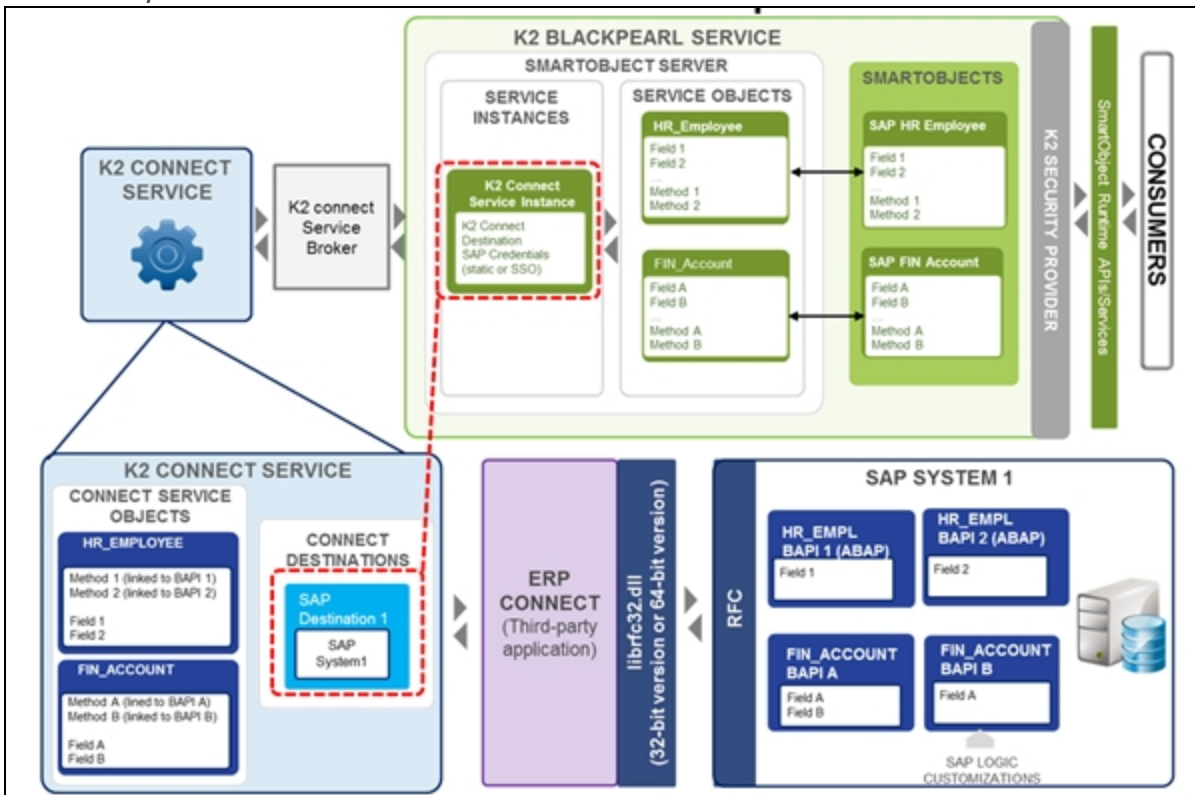 K2 BLACKPEARL SERVICE
SMARTOBJECT SERVER
SERVICE
INSTANCES
K2 Connect
Service Instance
K2 Connect
Destination
SAP Credentials
(static or SSO)
SERVICE OBJECTS
HR_Employee
Field 1
Field 2
....
Method 1
Method 2
FIN_Account
Field A
Field B
....
Method A
Method B
SMARTOBJECTS
SAP HR Employee
Field 1
Field 2
....
Method 1
Method 2
SAP FIN Account
Field A
Field B
....
Method A
Method B
K2 SECURITY PROVIDER
SmartObject Runtime APIs/Services
CONSUMERS
K2 CONNECT
SERVICE
K2 connect
Service
Broker
K2 CONNECT SERVICE
CONNECT SERVICE
OBJECTS
HR_EMPLOYEE
Method 1 (linked to BAPI 1)
Method 2 (linked to BAPI 2)
Field 1
Field 2
FIN_ACCOUNT
Method A (lined to BAPI A)
Method B (linked to BAPI B)
Field A
Field B
CONNECT
DESTINATIONS
SAP
Destination 1
SAP
System1
ERP
CONNECT
(Third-party
application)
librfc32.dll
(32-bit version or 64-bit version)
RFC
SAP SYSTEM 1
HR_EMPL
BAPI 1 (ABAP)
Field 1
HR_EMPL
BAPI 2 (ABAP)
Field 2
FIN_ACCOUNT
BAPI A
Field A
Field B
FIN_ACCOUNT
BAPI B
Field A
SAP LOGIC
CUSTOMIZATIONS